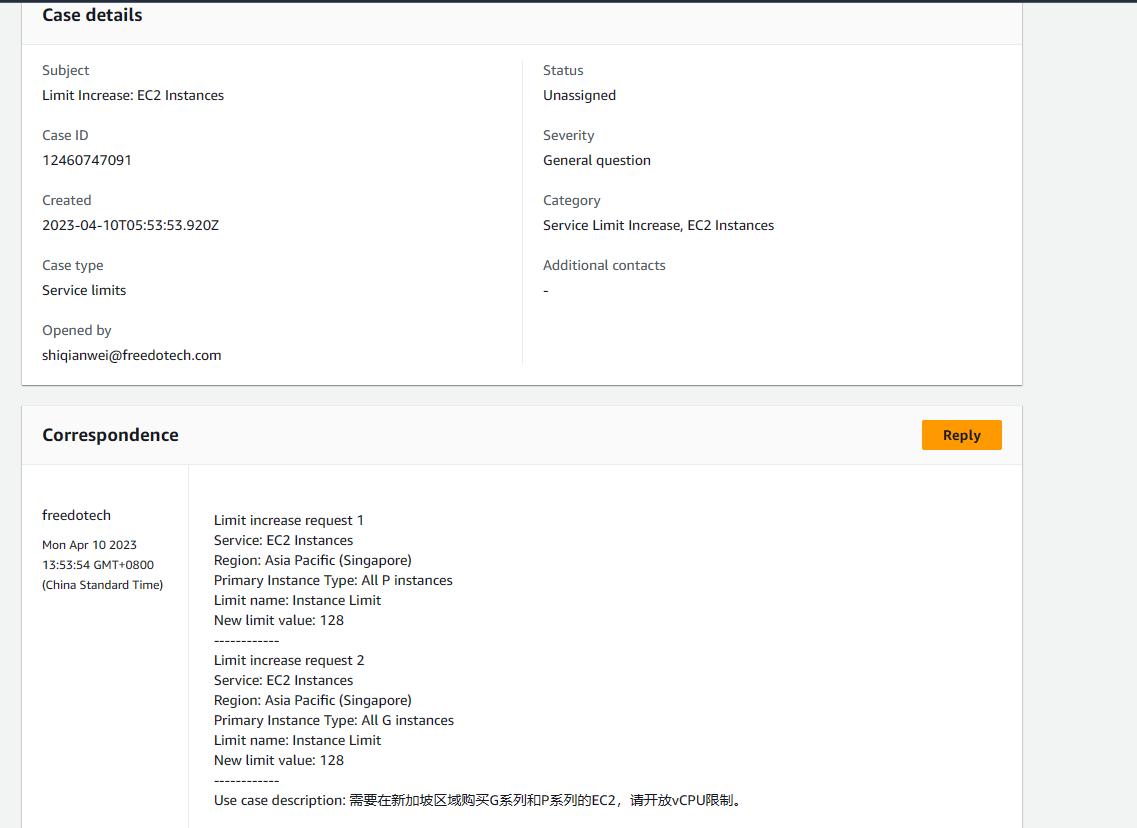 Case details
Subject
Limit Increase: EC2 Instances
Case ID
12460747091
Created
2023-04-10T05:53:53.920Z
Case type
Service limits
Opened by
shiqianwei@freedotech.com
Status
Unassigned
Severity
General question
Category
Service Limit Increase, EC2 Instances
Additional contacts
-
Correspondence
Reply
freedotech
Mon Apr 10 2023
13:53:54 GMT+0800
(China Standard Time)
Limit increase request 1
Service: EC2 Instances
Region: Asia Pacific (Singapore)
Primary Instance Type: All P instances
Limit name: Instance Limit
New limit value: 128
------------
Limit increase request 2
Service: EC2 Instances
Region: Asia Pacific (Singapore)
Primary Instance Type: All G instances
Limit name: Instance Limit
New limit value: 128
------------
Use case description: 需要在新加坡区域购买G系列和P系列的EC2，请开放vCPU限制。